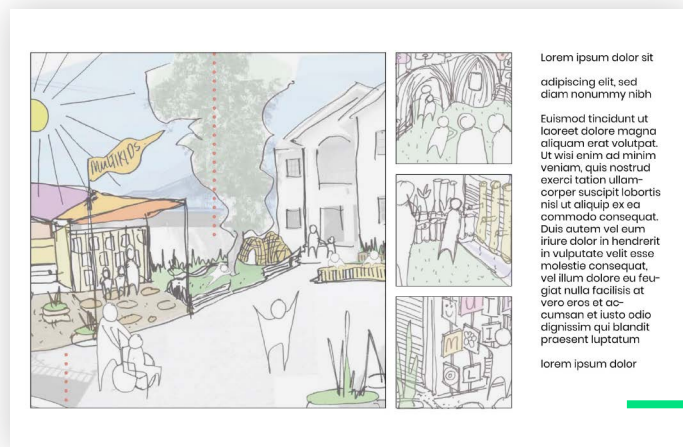 MULTIKIDS
Lorem ipsum dolor sit
adipiscing elit, sed
diam nonummy nibh
Euismod tincidunt ut
laoreet dolore magna
aliquam erat volutpat.
Ut wisi enim ad minim
veniam, quis nostrud
exerci tation ullam-
corper suscipit lobortis
nisl ut aliquip ex ea
commodo consequat.
Duis autem vel eum
iriure dolor in hendrerit
in vulputate velit esse
molestie consequat,
vel illum dolore eu feu-
giat nulla facilisis at
vero eros et ac-
cumsan et iusto odio
dignissim qui blandit
praesent luptatum
lorem ipsum dolor